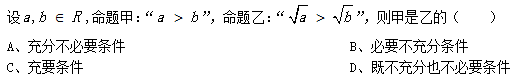 设a,b ∈ R,命题甲:“a > b”,命题乙:“√a > √b”,则甲是乙的(    )
A、充分不必要条件    B、必要不充分条件
C、充要条件    D、既不充分也不必要条件